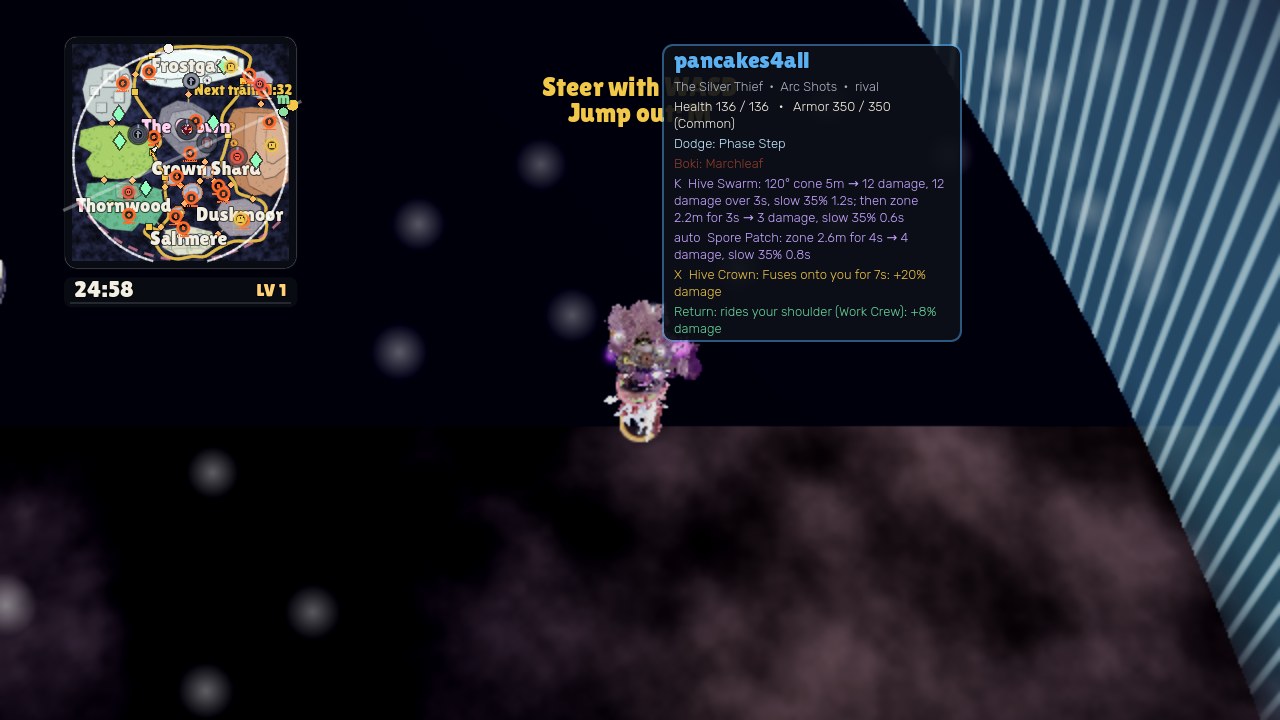 Frostga
Next train :32
m
The C own
Crown Shard
Thornwood
Duskmoor
Saltmere
24:58
LV 1
Steer with
Jump ou
pancakes4all
The Silver Thief • Arc Shots • rival
Health 136 / 136 • Armor 350 / 350
(Common)
Dodge: Phase Step
Boki: Marchleaf
K Hive Swarm: 120° cone 5m → 12 damage, 12
damage over 3s, slow 35% 1.2s; then zone
2.2m for 3s → 3 damage, slow 35% 0.6s
auto Spore Patch: zone 2.6m for 4s → 4
damage, slow 35% 0.8s
X Hive Crown: Fuses onto you for 7s: +20%
damage
Return: rides your shoulder (Work Crew): +8%
damage